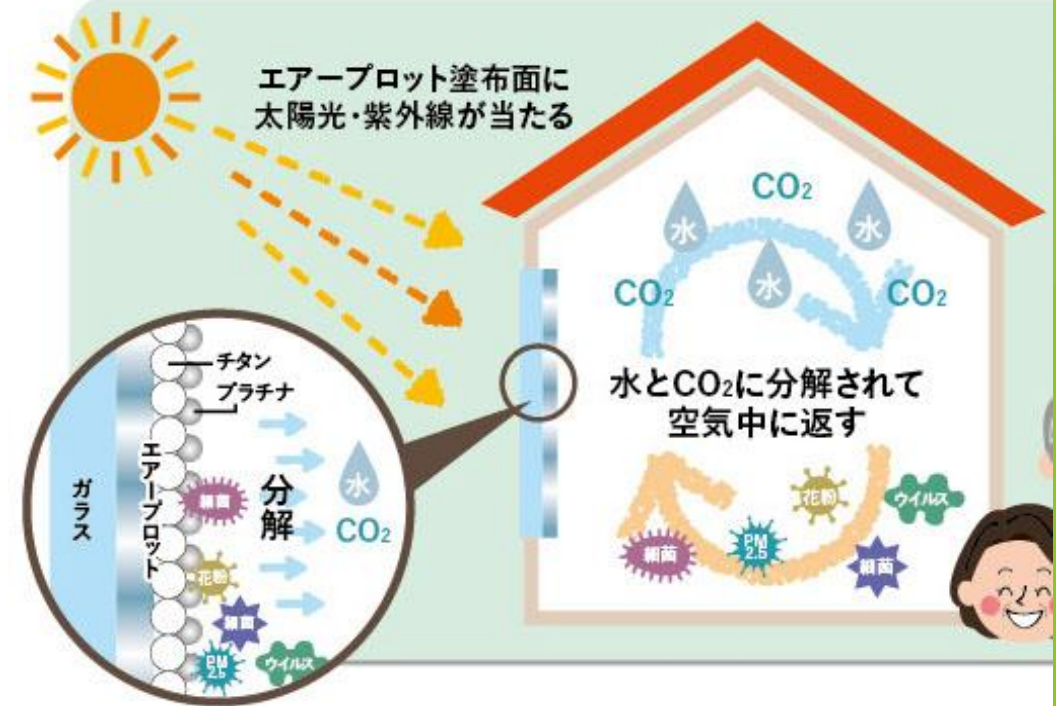 エアープロット塗布面に
太陽光・紫外線が当たる
CO₂
水
水
水
CO₂
CO₂
水とCO₂に分解されて
空気中に返す
花粉
ウイルス
PM
2.5
細菌
細菌
チタン
プラチナ
ガラス
エアープロット
細菌
分解
水
CO₂
花粉
細菌
PM
2.5
ウイルス